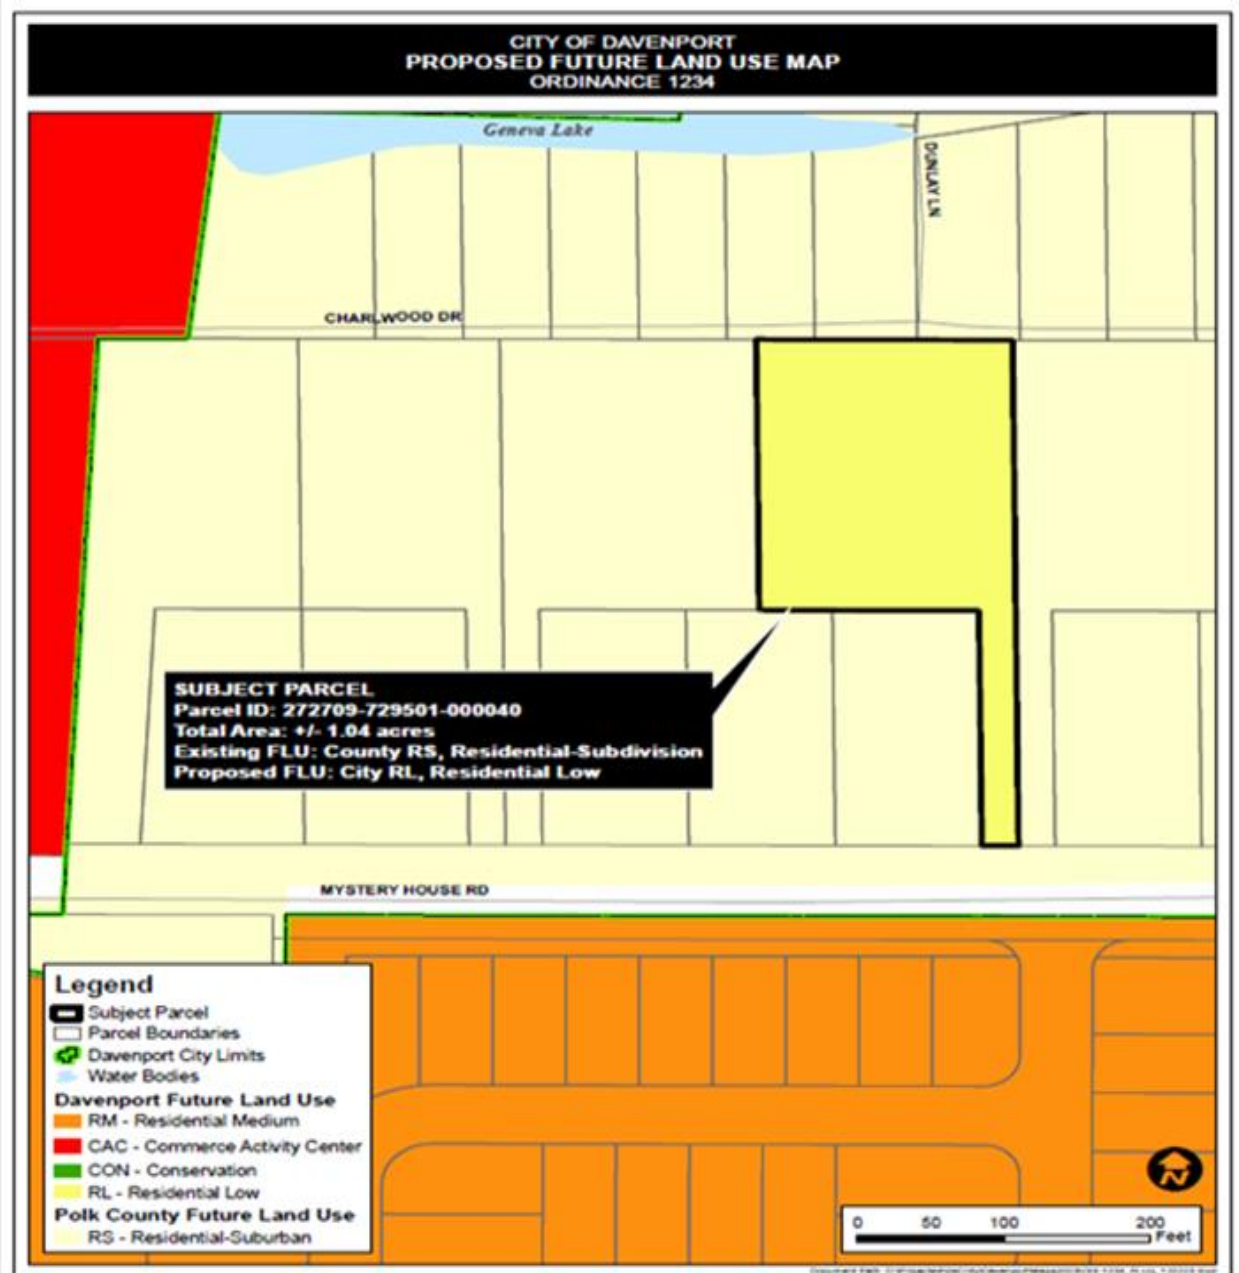 CITY OF DAVENPORT
PROPOSED FUTURE LAND USE MAP
ORDINANCE 1234
Geneva Lake
DUNLAY LN
CHARLWOOD DR
SUBJECT PARCEL
Parcel ID: 272709-729501-000040
Total Area: +/- 1.04 acres
Existing FLU: County RS, Residential-Subdivision
Proposed FLU: City RL, Residential Low
MYSTERY HOUSE RD
Legend
Subject Parcel
Parcel Boundaries
Davenport City Limits
Water Bodies
Davenport Future Land Use
RM - Residential Medium
CAC - Commerce Activity Center
CON - Conservation
RL - Residential Low
Polk County Future Land Use
RS - Residential-Suburban
N
0 50 100 200
Feet